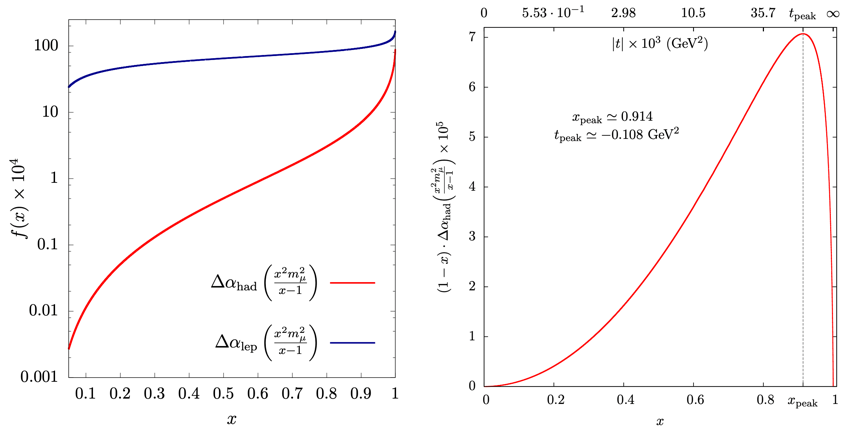 100
10
1
0.1
0.01
0.001
f(x) × 10⁴
Δα_had (x²m²_μ / x−1)
Δα_lep (x²m²_μ / x−1)
0.1 0.2 0.3 0.4 0.5 0.6 0.7 0.8 0.9 1
x
0 5.53 · 10⁻¹ 2.98 10.5 35.7 t_peak ∞
|t| × 10³ (GeV²)
x_peak ≃ 0.914
t_peak ≃ −0.108 GeV²
(1 − x) · Δα_had(x²m²_μ / x−1) × 10⁵
7
6
5
4
3
2
1
0
0 0.2 0.4 0.6 0.8 x_peak 1
x